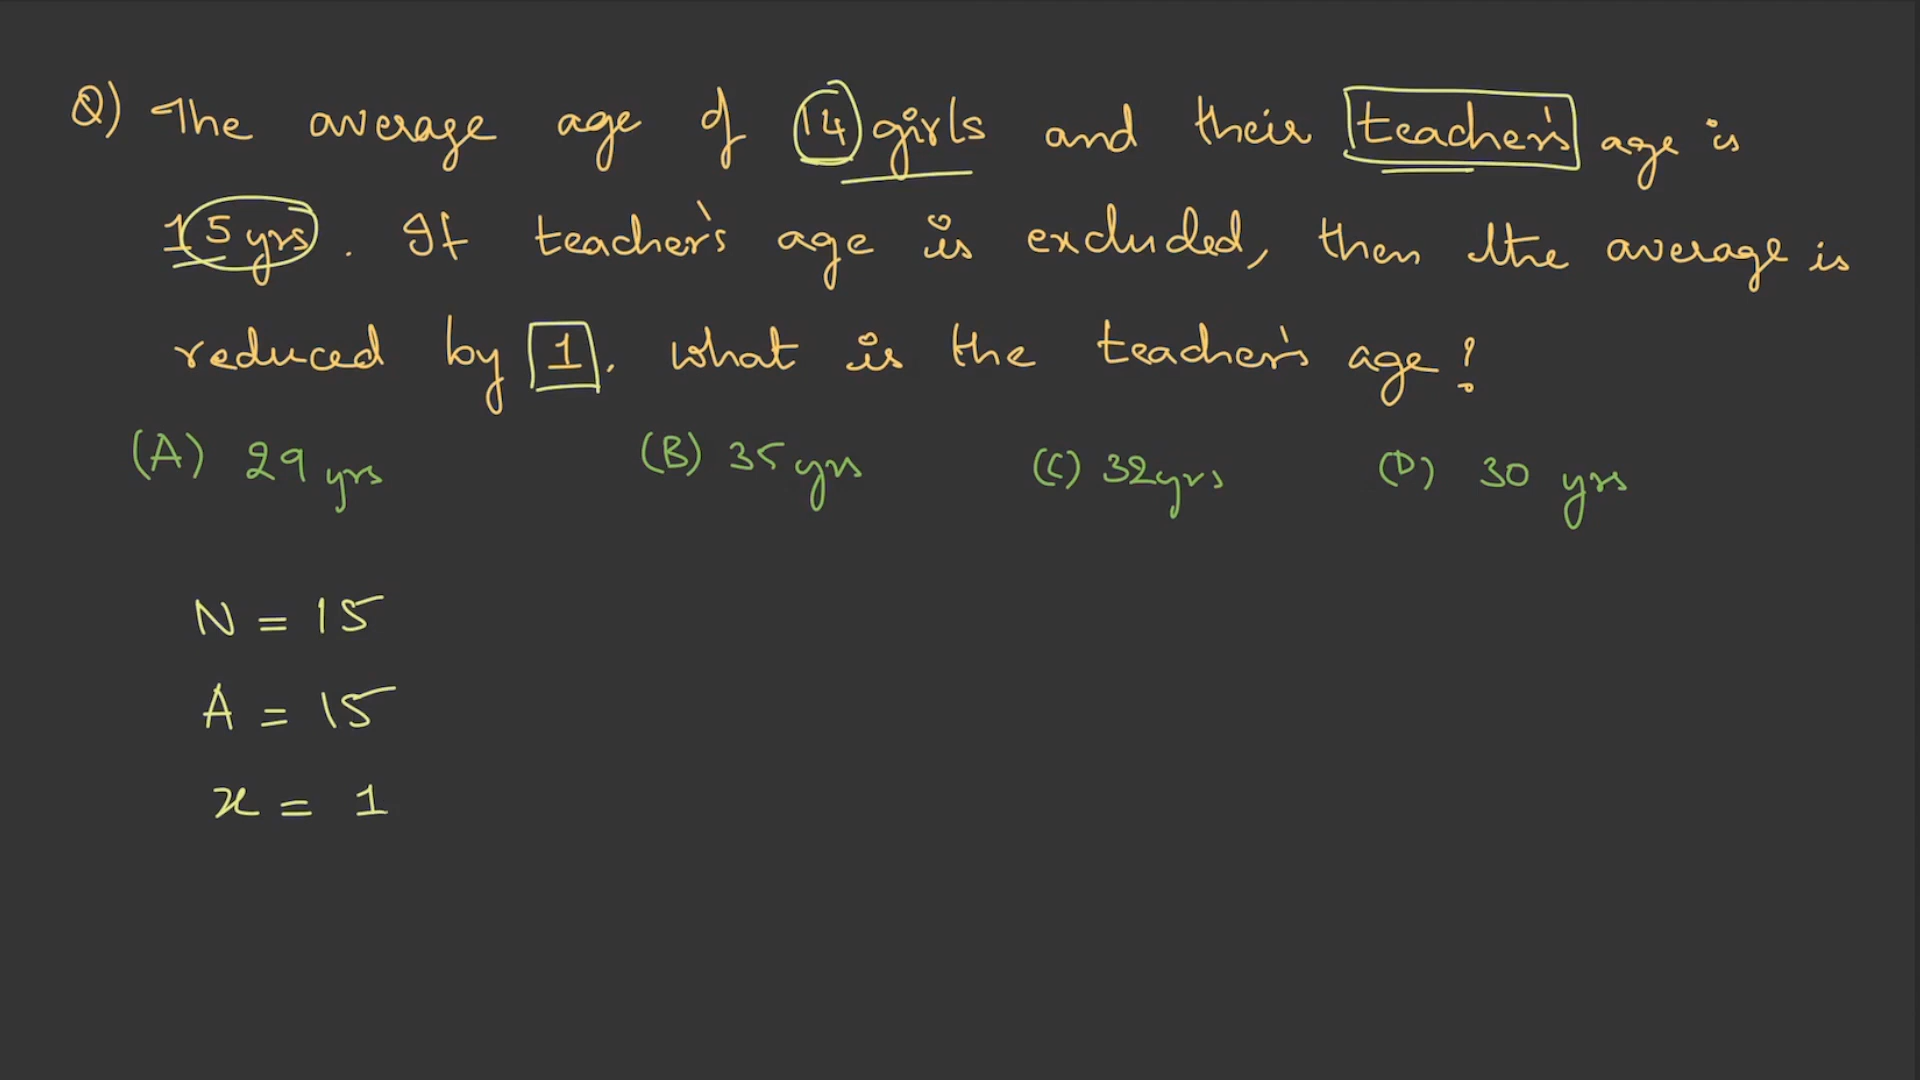 Q) The average age of 14 girls and their teacher's age is
15 yrs. If teacher's age is excluded, then the average is
reduced by 1. what is the teacher's age?
(A) 29 yrs (B) 35 yrs (C) 32yrs (D) 30 yrs
N = 15
A = 15
x = 1